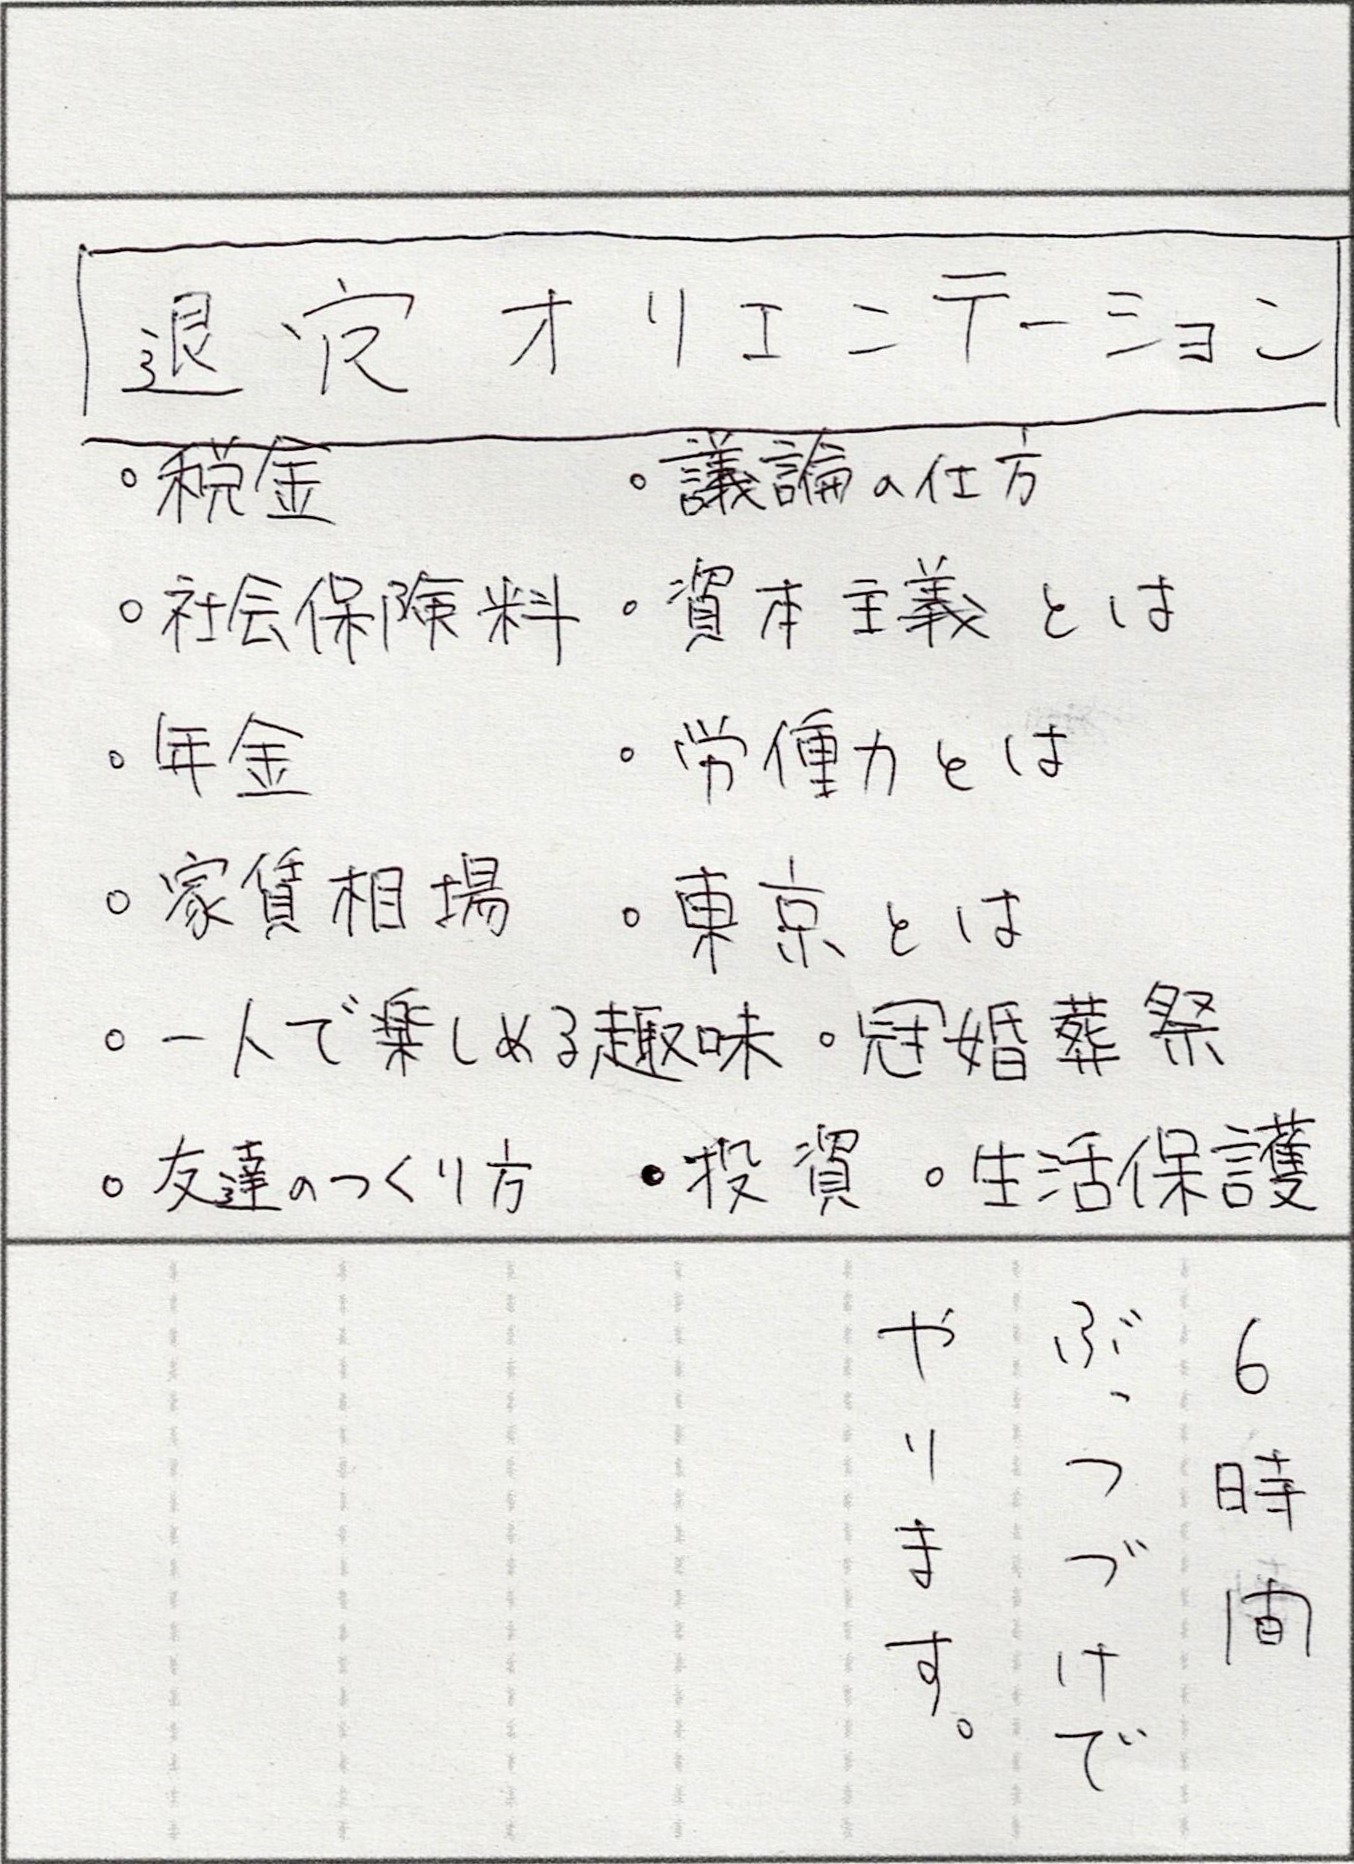 退寮オリエンテーション
・税金 ・議論の仕方
・社会保険料 ・資本主義とは
・年金 ・労働力とは
・家賃相場 ・東京とは
・一人で楽しめる趣味 ・冠婚葬祭
・友達のつくり方 ・投資 ・生活保護
6時間
ぶっつづけで
やります。